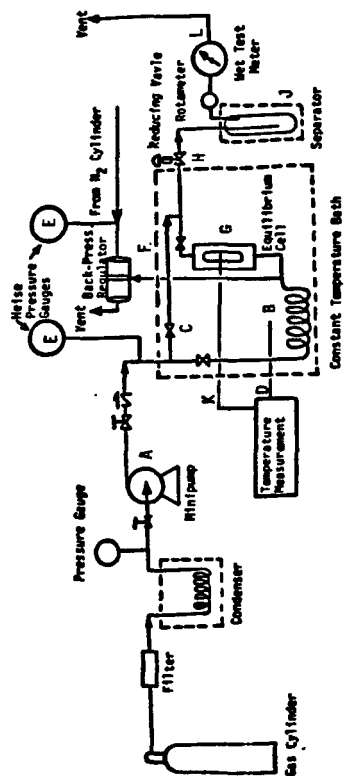 Vent
L
Wet Test
Meter
Rotameter
Reducing Vavle
H
J
Separator
From N₂ Cylinder
E
Heise
Pressure
Gauges
E
Vent
Back-Press.
Regulator
F
C
G
Equilibrium
Cell
B
Constant Temperature Bath
K
D
Temperature
Measurement
A
Minipump
Pressure Gauge
Condenser
Filter
Gas Cylinder